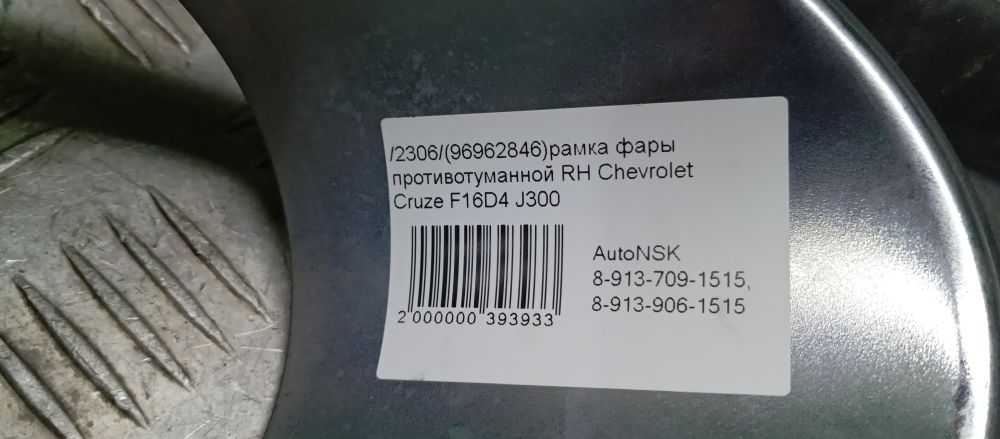 /2306/(96962846)рамка фары
противотуманной RH Chevrolet
Cruze F16D4 J300
AutoNSK
8-913-709-1515,
8-913-906-1515
2 000000 393933